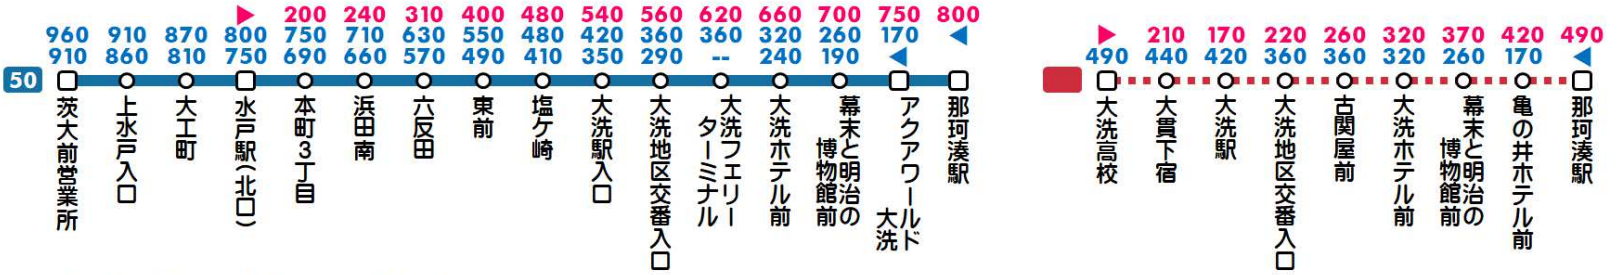 ▶ 200 240 310 400 480 540 560 620 660 700 750 800
960 910 870 800 750 710 630 550 480 420 360 360 320 260 170 ◀
910 860 810 750 690 660 570 490 410 350 290 -- 240 190 ◀
50
茨大前営業所
上水戸入口
大工町
水戸駅(北口)
本町3丁目
浜田南
六反田
東前
塩ケ崎
大洗駅入口
大洗地区交番入口
大洗フェリー
ターミナル
大洗ホテル前
幕末と明治の
博物館前
アクアワールド
大洗
那珂湊駅
▶ 210 170 220 260 320 370 420 490
490 440 420 360 360 320 260 170 ◀
大洗高校
大貫下宿
大洗駅
大洗地区交番入口
古関屋前
大洗ホテル前
幕末と明治の
博物館前
亀の井ホテル前
那珂湊駅